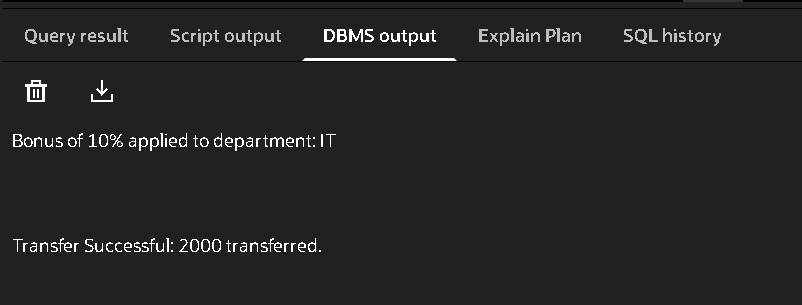 Query result Script output DBMS output Explain Plan SQL history
Bonus of 10% applied to department: IT
Transfer Successful: 2000 transferred.